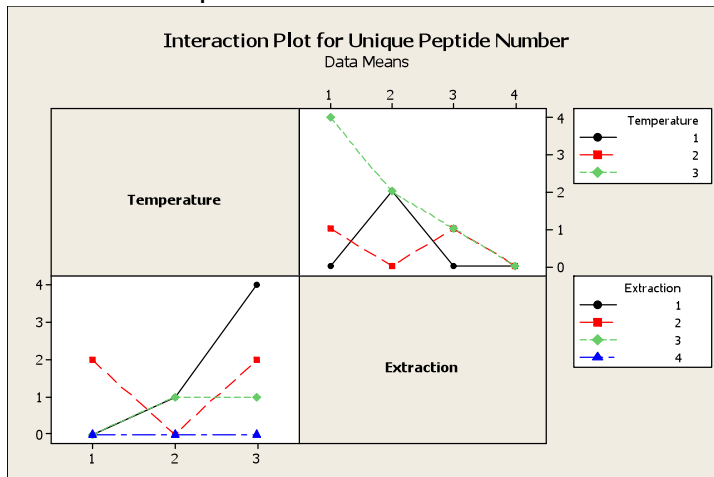 Interaction Plot for Unique Peptide Number
Data Means
1 2 3 4
Temperature
4
3
2
1
0
Temperature
1
2
3
4
3
2
1
0
Extraction
Extraction
1
2
3
4
1 2 3